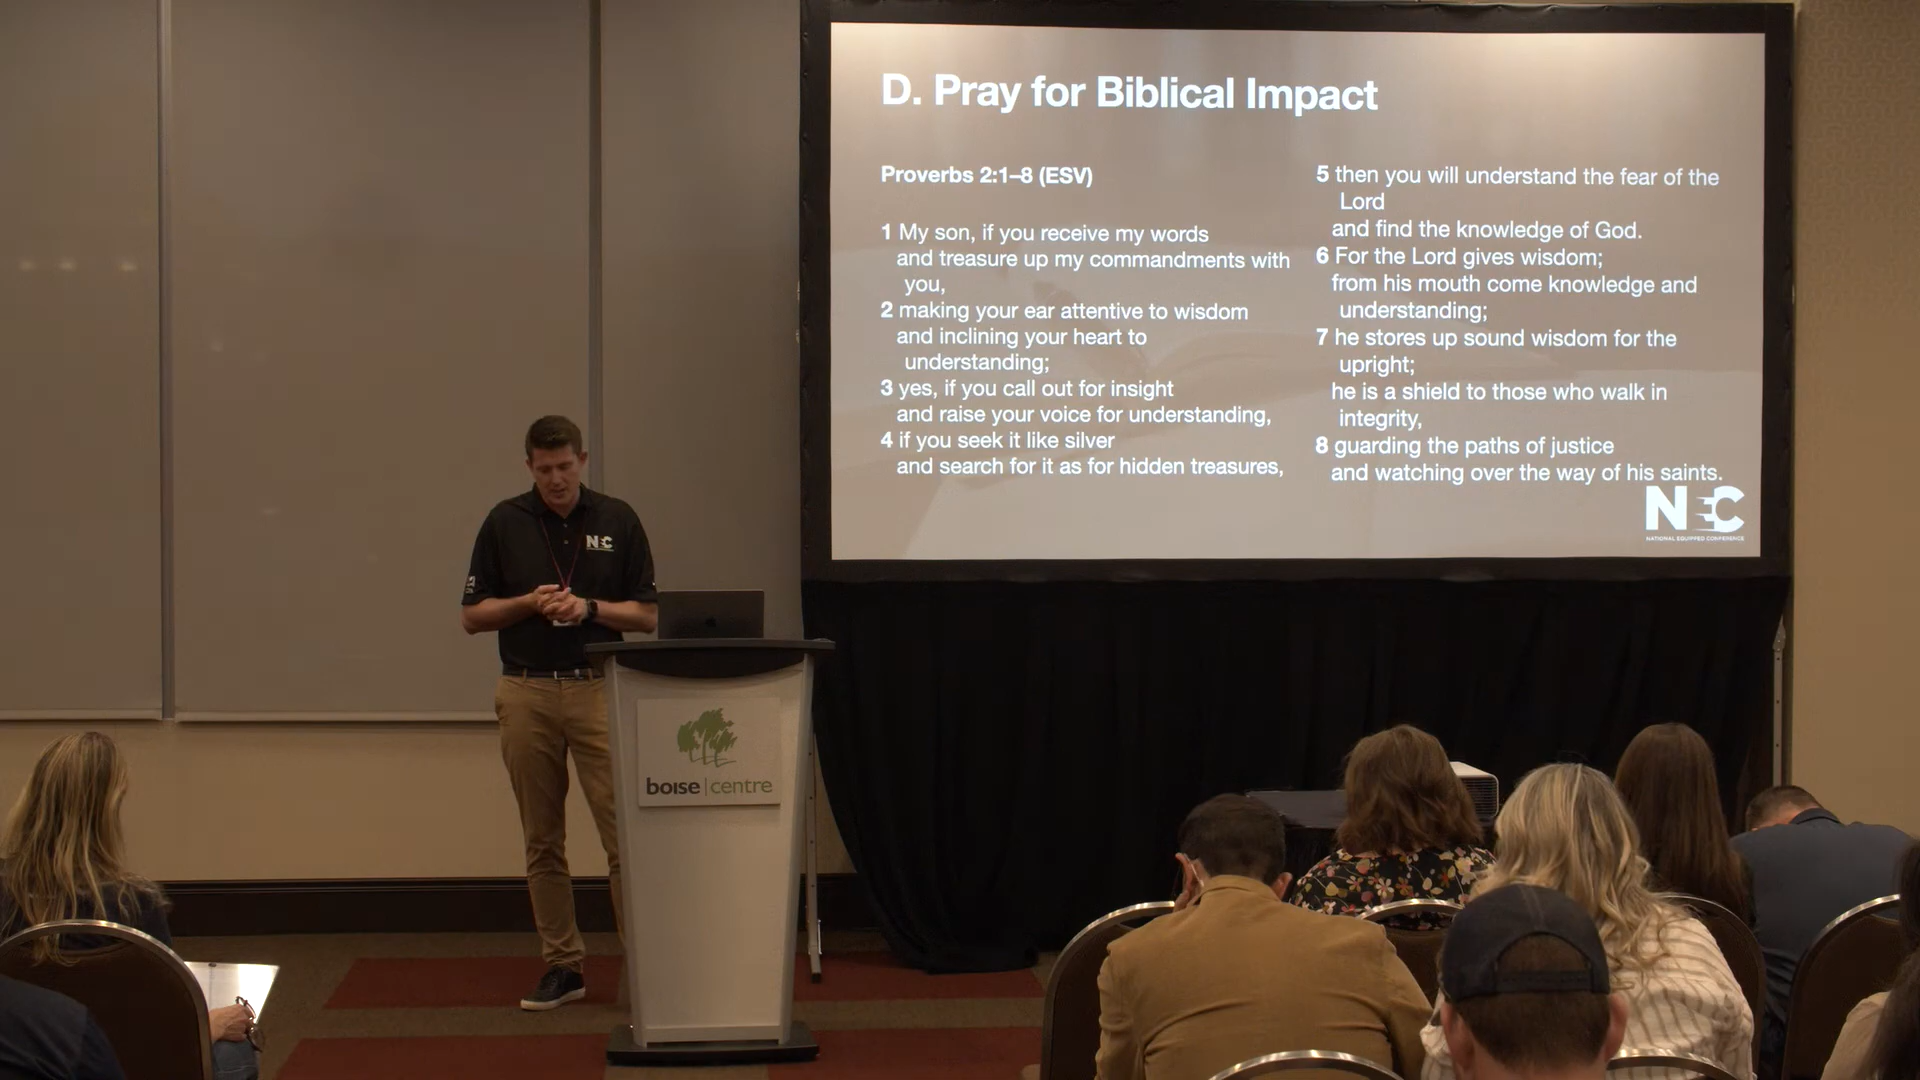 D. Pray for Biblical Impact
Proverbs 2:1–8 (ESV)
1 My son, if you receive my words
and treasure up my commandments with
you,
2 making your ear attentive to wisdom
and inclining your heart to
understanding;
3 yes, if you call out for insight
and raise your voice for understanding,
4 if you seek it like silver
and search for it as for hidden treasures,
5 then you will understand the fear of the
Lord
and find the knowledge of God.
6 For the Lord gives wisdom;
from his mouth come knowledge and
understanding;
7 he stores up sound wisdom for the
upright;
he is a shield to those who walk in
integrity,
8 guarding the paths of justice
and watching over the way of his saints.
NEC
NATIONAL EQUIPPED CONFERENCE
NEC
boise | centre